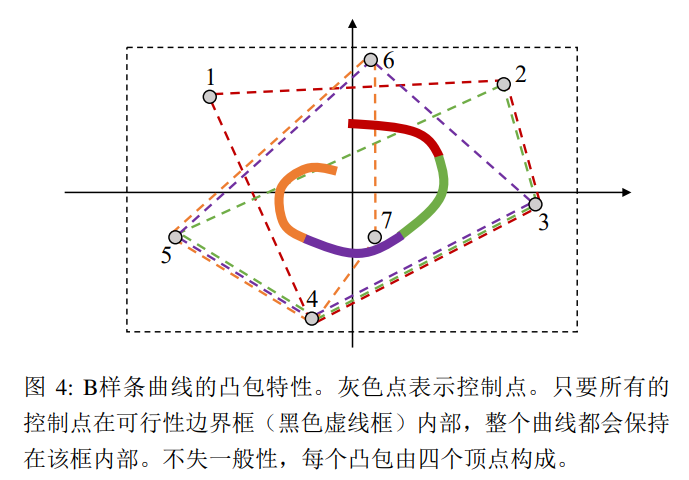 6
1
2
3
7
5
4
图 4: B样条曲线的凸包特性。灰色点表示控制点。只要所有的
控制点在可行性边界框（黑色虚线框）内部，整个曲线都会保持
在该框内部。不失一般性，每个凸包由四个顶点构成。